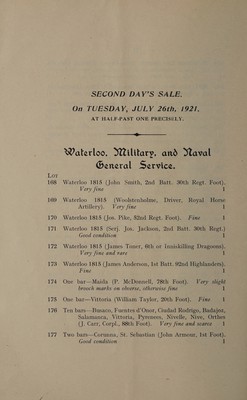 SECOND DAY'S SALE.
On TUESDAY, JULY 26th, 1921,
AT HALF-PAST ONE PRECISELY.
Waterloo, Military, and Naval
General Service.
LOT
168 Waterloo 1815 (John Smith, 2nd Batt. 30th Regt. Foot).
Very fine 1
169 Waterloo 1815 (Wooldstenholme, Driver, Royal Horse
Artillery). Very fine 1
170 Waterloo 1815 (Jos. Pike, 52nd Regt. Foot). Fine 1
171 Waterloo 1815 (Serj. Jos. Jackson, 2nd Batt. 30th Regt.)
Good condition 1
172 Waterloo 1815 (James Toner, 6th or Inniskilling Dragoons).
Very fine and rare 1
173 Waterloo 1815 (James Anderson, 1st Batt. 92nd Highlanders).
Fine 1
174 One bar—Maida (P. McDonnell, 78th Foot). Very slight
brooch marks on obverse, otherwise fine 1
175 One bar—Vittoria (William Taylor, 20th Foot). Fine 1
176 Ten bars—Busaco, Fuentes d'Onor, Ciudad Rodrigo, Badajoz,
Salamanca, Vittoria, Pyrenees, Nivelle, Nive, Orthes
(J. Carr, Corpl., 88th Foot). Very fine and scarce 1
177 Two bars—Corunna, St. Sebastian (John Armour, 1st Foot).
Good condition 1